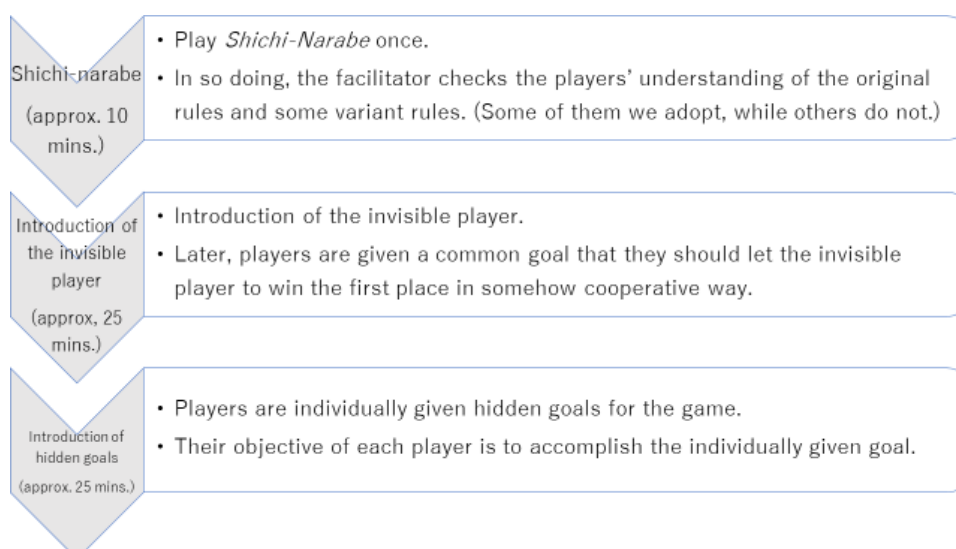 Shichi-narabe
(approx. 10
mins.)
• Play Shichi-Narabe once.
• In so doing, the facilitator checks the players' understanding of the original
rules and some variant rules. (Some of them we adopt, while others do not.)
Introduction of
the invisible
player
(approx, 25
mins.)
• Introduction of the invisible player.
• Later, players are given a common goal that they should let the invisible
player to win the first place in somehow cooperative way.
Introduction of
hidden goals
(approx. 25 mins.)
• Players are individually given hidden goals for the game.
• Their objective of each player is to accomplish the individually given goal.